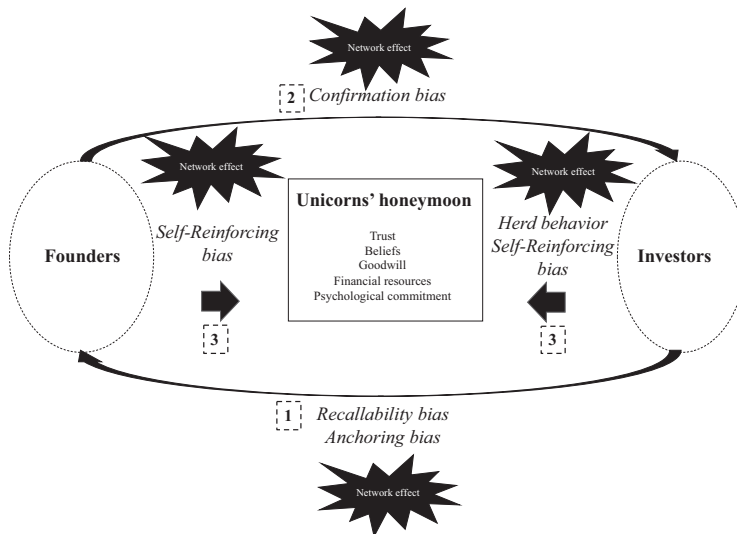 Network effect
2 Confirmation bias
Network effect
Network effect
Unicorns' honeymoon
Trust
Beliefs
Goodwill
Financial resources
Psychological commitment
Founders
Self-Reinforcing
bias
3
Herd behavior
Self-Reinforcing
bias
3
Investors
1 Recallability bias
Anchoring bias
Network effect